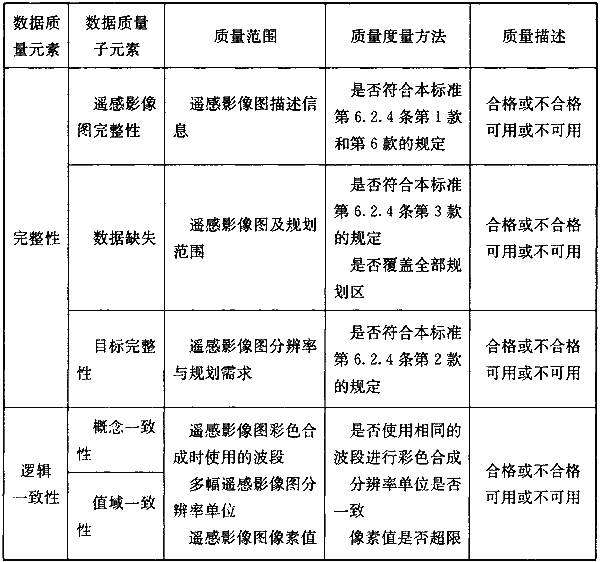 数据质
量元素
数据质量
子元素
质量范围
质量度量方法
质量描述
完整性
遥感影像
图完整性
遥感影像图描述信
息
是否符合本标准
第6.2.4条第1款
和第6款的规定
合格或不合格
可用或不可用
数据缺失
遥感影像图及规划
范围
是否符合本标准
第6.2.4条第3款
的规定
是否覆盖全部规
划区
合格或不合格
可用或不可用
目标完整
性
遥感影像图分辨率
与规划需求
是否符合本标准
第6.2.4条第2款
的规定
合格或不合格
可用或不可用
逻辑
一致性
概念一致
性
值域一致
性
遥感影像图彩色合
成时使用的波段
多幅遥感影像图分
辨率单位
遥感影像图像素值
是否使用相同的
波段进行彩色合成
分辨率单位是否
一致
像素值是否超限
合格或不合格
可用或不可用